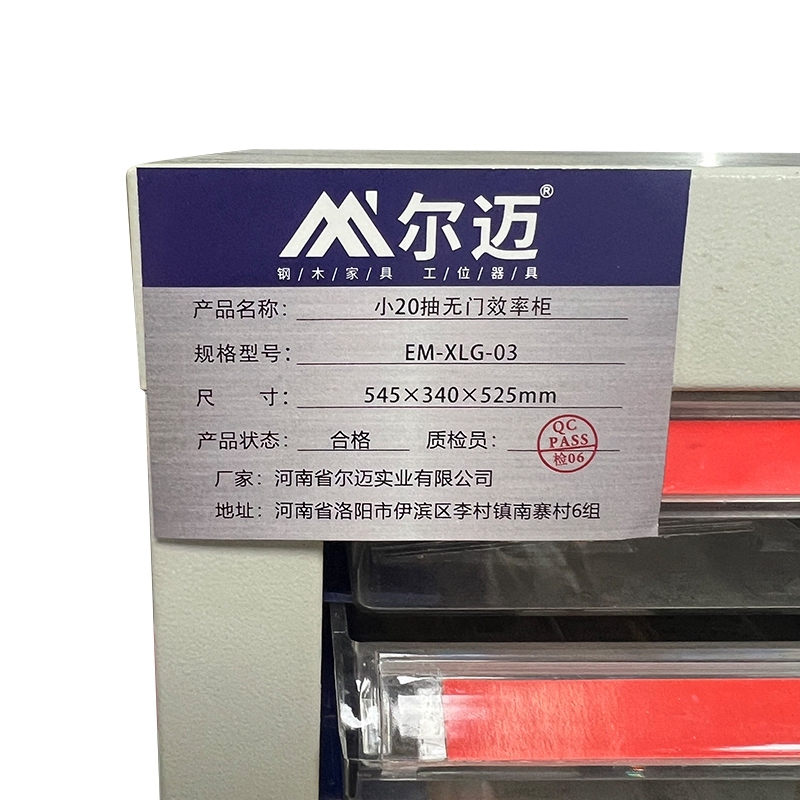 尔迈®
钢/木/家/具 工/位/器/具
产品名称：小20抽无门效率柜
规格型号：EM-XLG-03
尺 寸：545×340×525mm
产品状态：合格 质检员：
QC
PASS
检06
厂家：河南省尔迈实业有限公司
地址：河南省洛阳市伊滨区李村镇南寨村6组